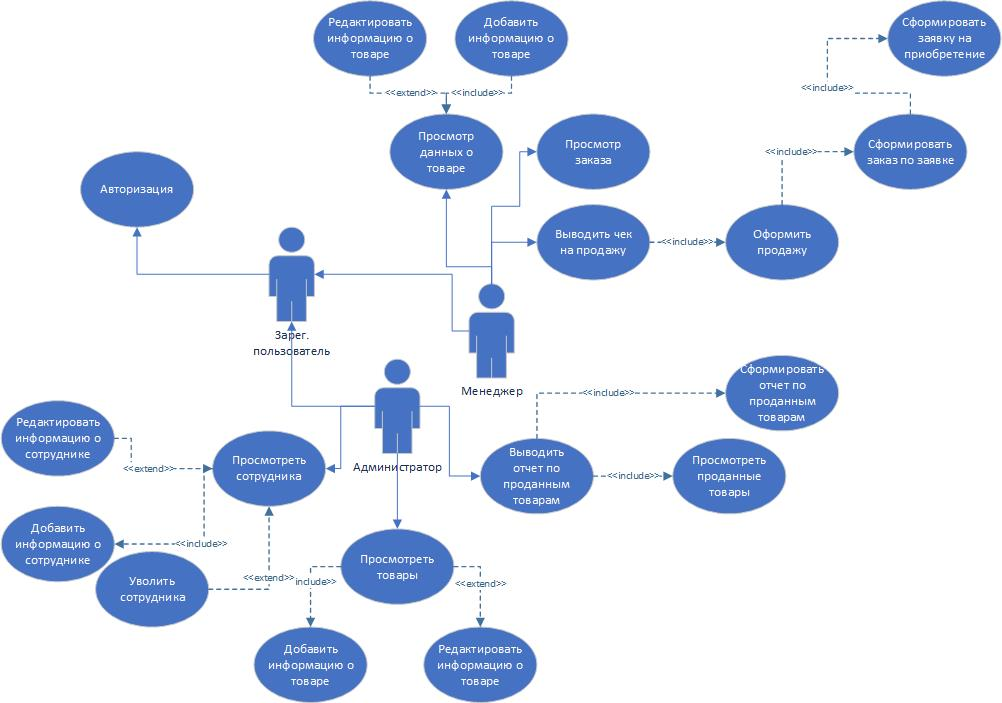 Редактировать
информацию о
товаре
Добавить
информацию о
товаре
Сформировать
заявку на
приобретение
<<extend>>
<<include>>
<<include>>
Просмотр
данных о
товаре
Просмотр
заказа
<<include>>
Сформировать
заказ по заявке
Авторизация
Выводить чек
на продажу
<<include>>
Оформить
продажу
Зарег.
пользователь
Менеджер
Сформировать
отчет по
проданным
товарам
<<include>>
Редактировать
информацию о
сотруднике
<<extend>>
Просмотреть
сотрудника
Администратор
Выводить
отчет по
проданным
товарам
<<include>>
Просмотреть
проданные
товары
Добавить
информацию о
сотруднике
<<include>>
Уволить
сотрудника
<<extend>>
include>>
Просмотреть
товары
<<extend>>
Добавить
информацию о
товаре
Редактировать
информацию о
товаре